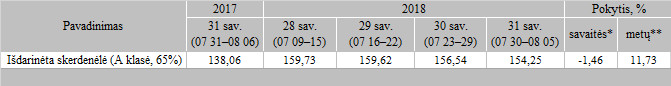 Pavadinimas 2017 2018 Pokytis, %
31 sav. (07 31–08 06) 28 sav. (07 09–15) 29 sav. (07 16–22) 30 sav. (07 23–29) 31 sav. (07 30–08 05) savaitės* metų**
Išdarinėta skerdenėlė (A klasė, 65%) 138,06 159,73 159,62 156,54 154,25 -1,46 11,73